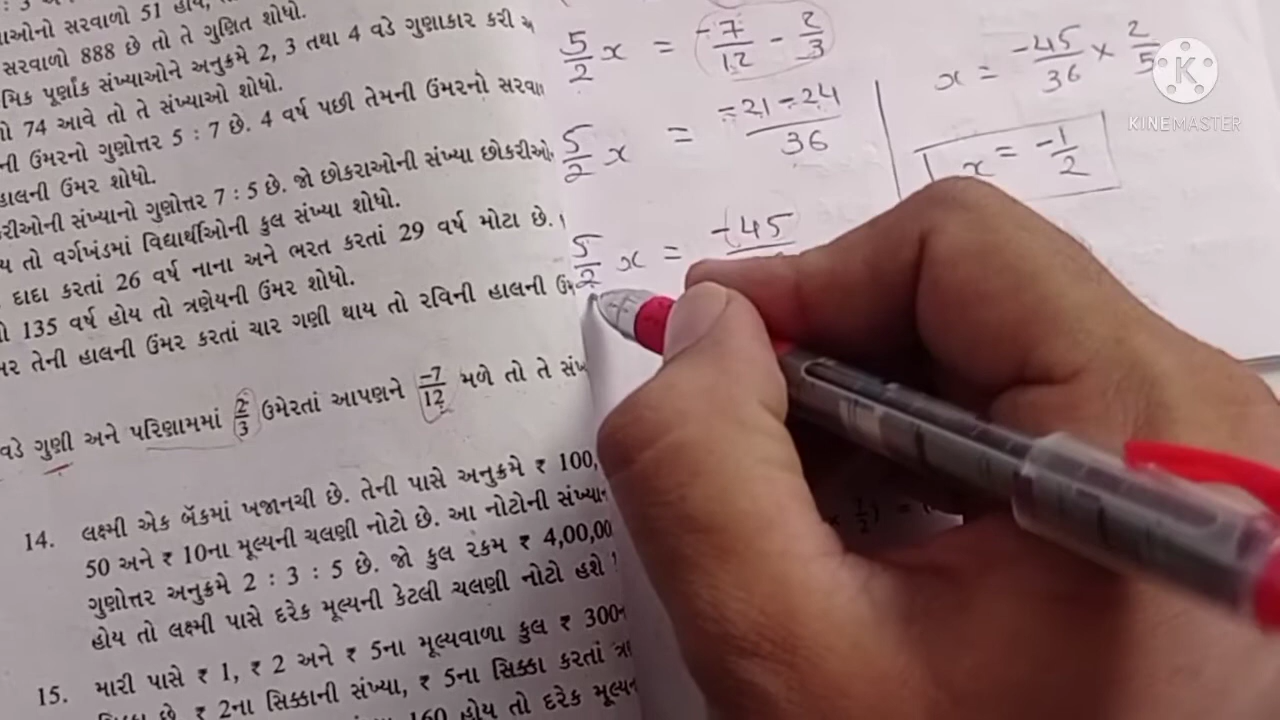 સરવાળો 51 હોય,
સરવાળો 888 છે તો તે ગુણિત શોધો.
પૂર્ણાંક સંખ્યાઓને અનુક્રમે 2, 3 તથા 4 વડે ગુણાકાર કરી
74 આવે તો તે સંખ્યાઓ શોધો.
ઉંમરનો ગુણોત્તર 5 : 7 છે. 4 વર્ષ પછી તેમની ઉંમરનો
ઉંમર શોધો.
સંખ્યાનો ગુણોત્તર 7 : 5 છે. જો છોકરાઓની સંખ્યા
તો વર્ગખંડમાં વિદ્યાર્થીઓની કુલ સંખ્યા શોધો.
દાદા કરતાં 26 વર્ષ નાના અને ભરત કરતાં 29 વર્ષ મોટા છે.
135 વર્ષ હોય તો ત્રણેયની ઉંમર શોધો.
તેની હાલની ઉંમર કરતાં ચાર ગણી થાય તો રવિની હાલની
વડે ગુણી અને પરિણામમાં 2/3 ઉમેરતાં આપણને -7/12 મળે તો તે
14. લક્ષ્મી એક બૅંકમાં ખજાનચી છે. તેની પાસે અનુક્રમે ₹ 100,
50 અને ₹ 10ના મૂલ્યની ચલણી નોટો છે. આ નોટોની
ગુણોત્તર અનુક્રમે 2 : 3 : 5 છે. જો કુલ રકમ ₹ 4,00,00
હોય તો લક્ષ્મી પાસે દરેક મૂલ્યની કેટલી ચલણી નોટો હશે ?
15. મારી પાસે ₹ 1, ₹ 2 અને ₹ 5ના મૂલ્યવાળા કુલ ₹ 300
છે. ₹ 2ના સિક્કાની સંખ્યા, ₹ 5ના સિક્કા કરતાં
160 હોય તો દરેક
5/2 x = -7/12 - 2/3
5/2 x = -21-24/36
5/2 x = -45
x = -45/36 × 2/5
x = -1/2
KINEMASTER